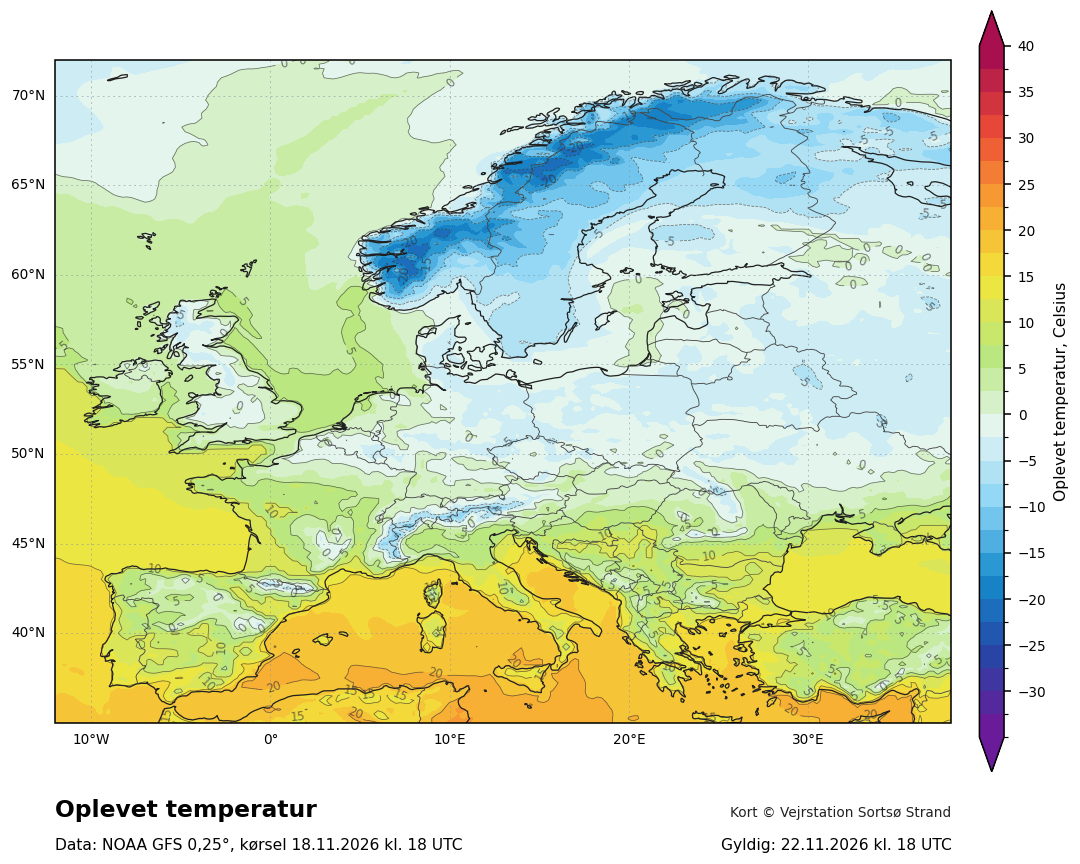 70°N
65°N
60°N
55°N
50°N
45°N
40°N
10°W
0°
10°E
20°E
30°E
40
35
30
25
20
15
10
5
0
−5
−10
−15
−20
−25
−30
Oplevet temperatur, Celsius
Oplevet temperatur
Kort © Vejrstation Sortsø Strand
Data: NOAA GFS 0,25°, kørsel 18.11.2026 kl. 18 UTC
Gyldig: 22.11.2026 kl. 18 UTC